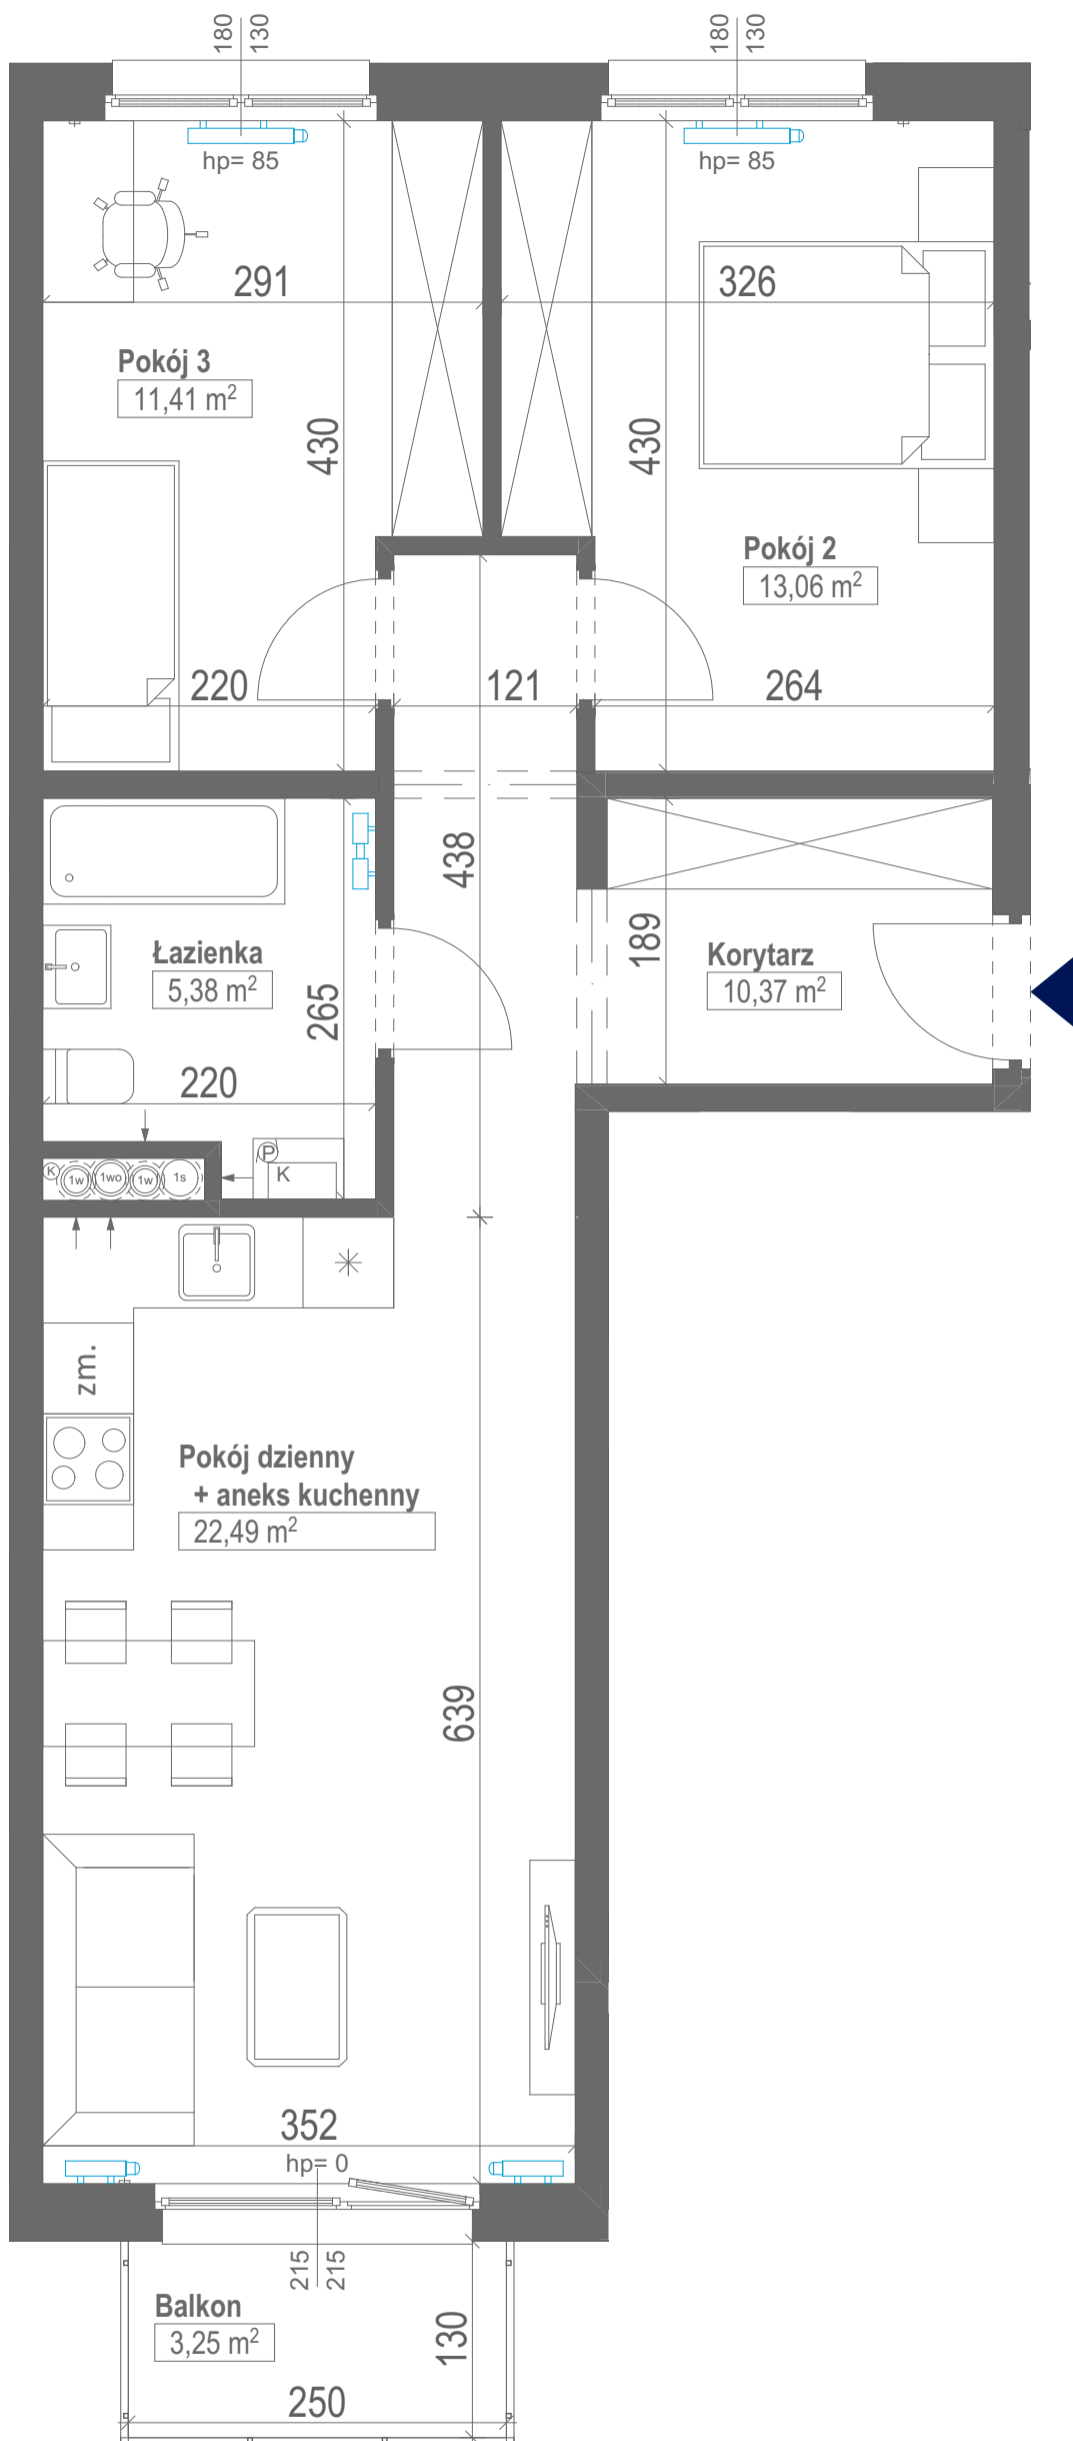 180
130
180
130
hp= 85
hp= 85
291
326
Pokój 3
11,41 m²
430
430
Pokój 2
13,06 m²
220
121
264
438
189
Łazienka
5,38 m²
Korytarz
10,37 m²
265
220
P
K
K
1w
1wo
1w
1s
zm.
Pokój dzienny
+ aneks kuchenny
22,49 m²
639
352
hp= 0
215
215
Balkon
3,25 m²
130
250